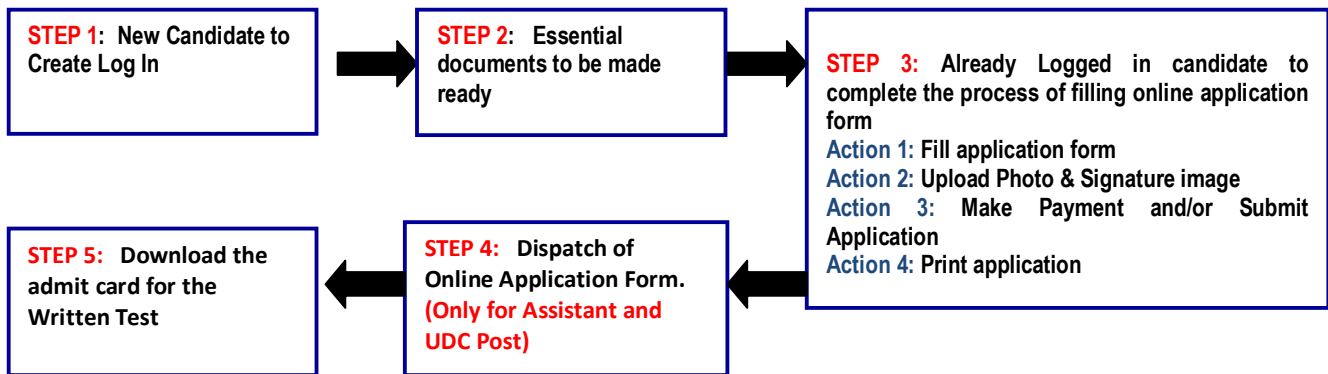 STEP 1: New Candidate to
Create Log In
STEP 2: Essential
documents to be made
ready
STEP 3: Already Logged in candidate to
complete the process of filling online application
form
Action 1: Fill application form
Action 2: Upload Photo & Signature image
Action 3: Make Payment and/or Submit
Application
Action 4: Print application
STEP 4: Dispatch of
Online Application Form.
(Only for Assistant and
UDC Post)
STEP 5: Download the
admit card for the
Written Test